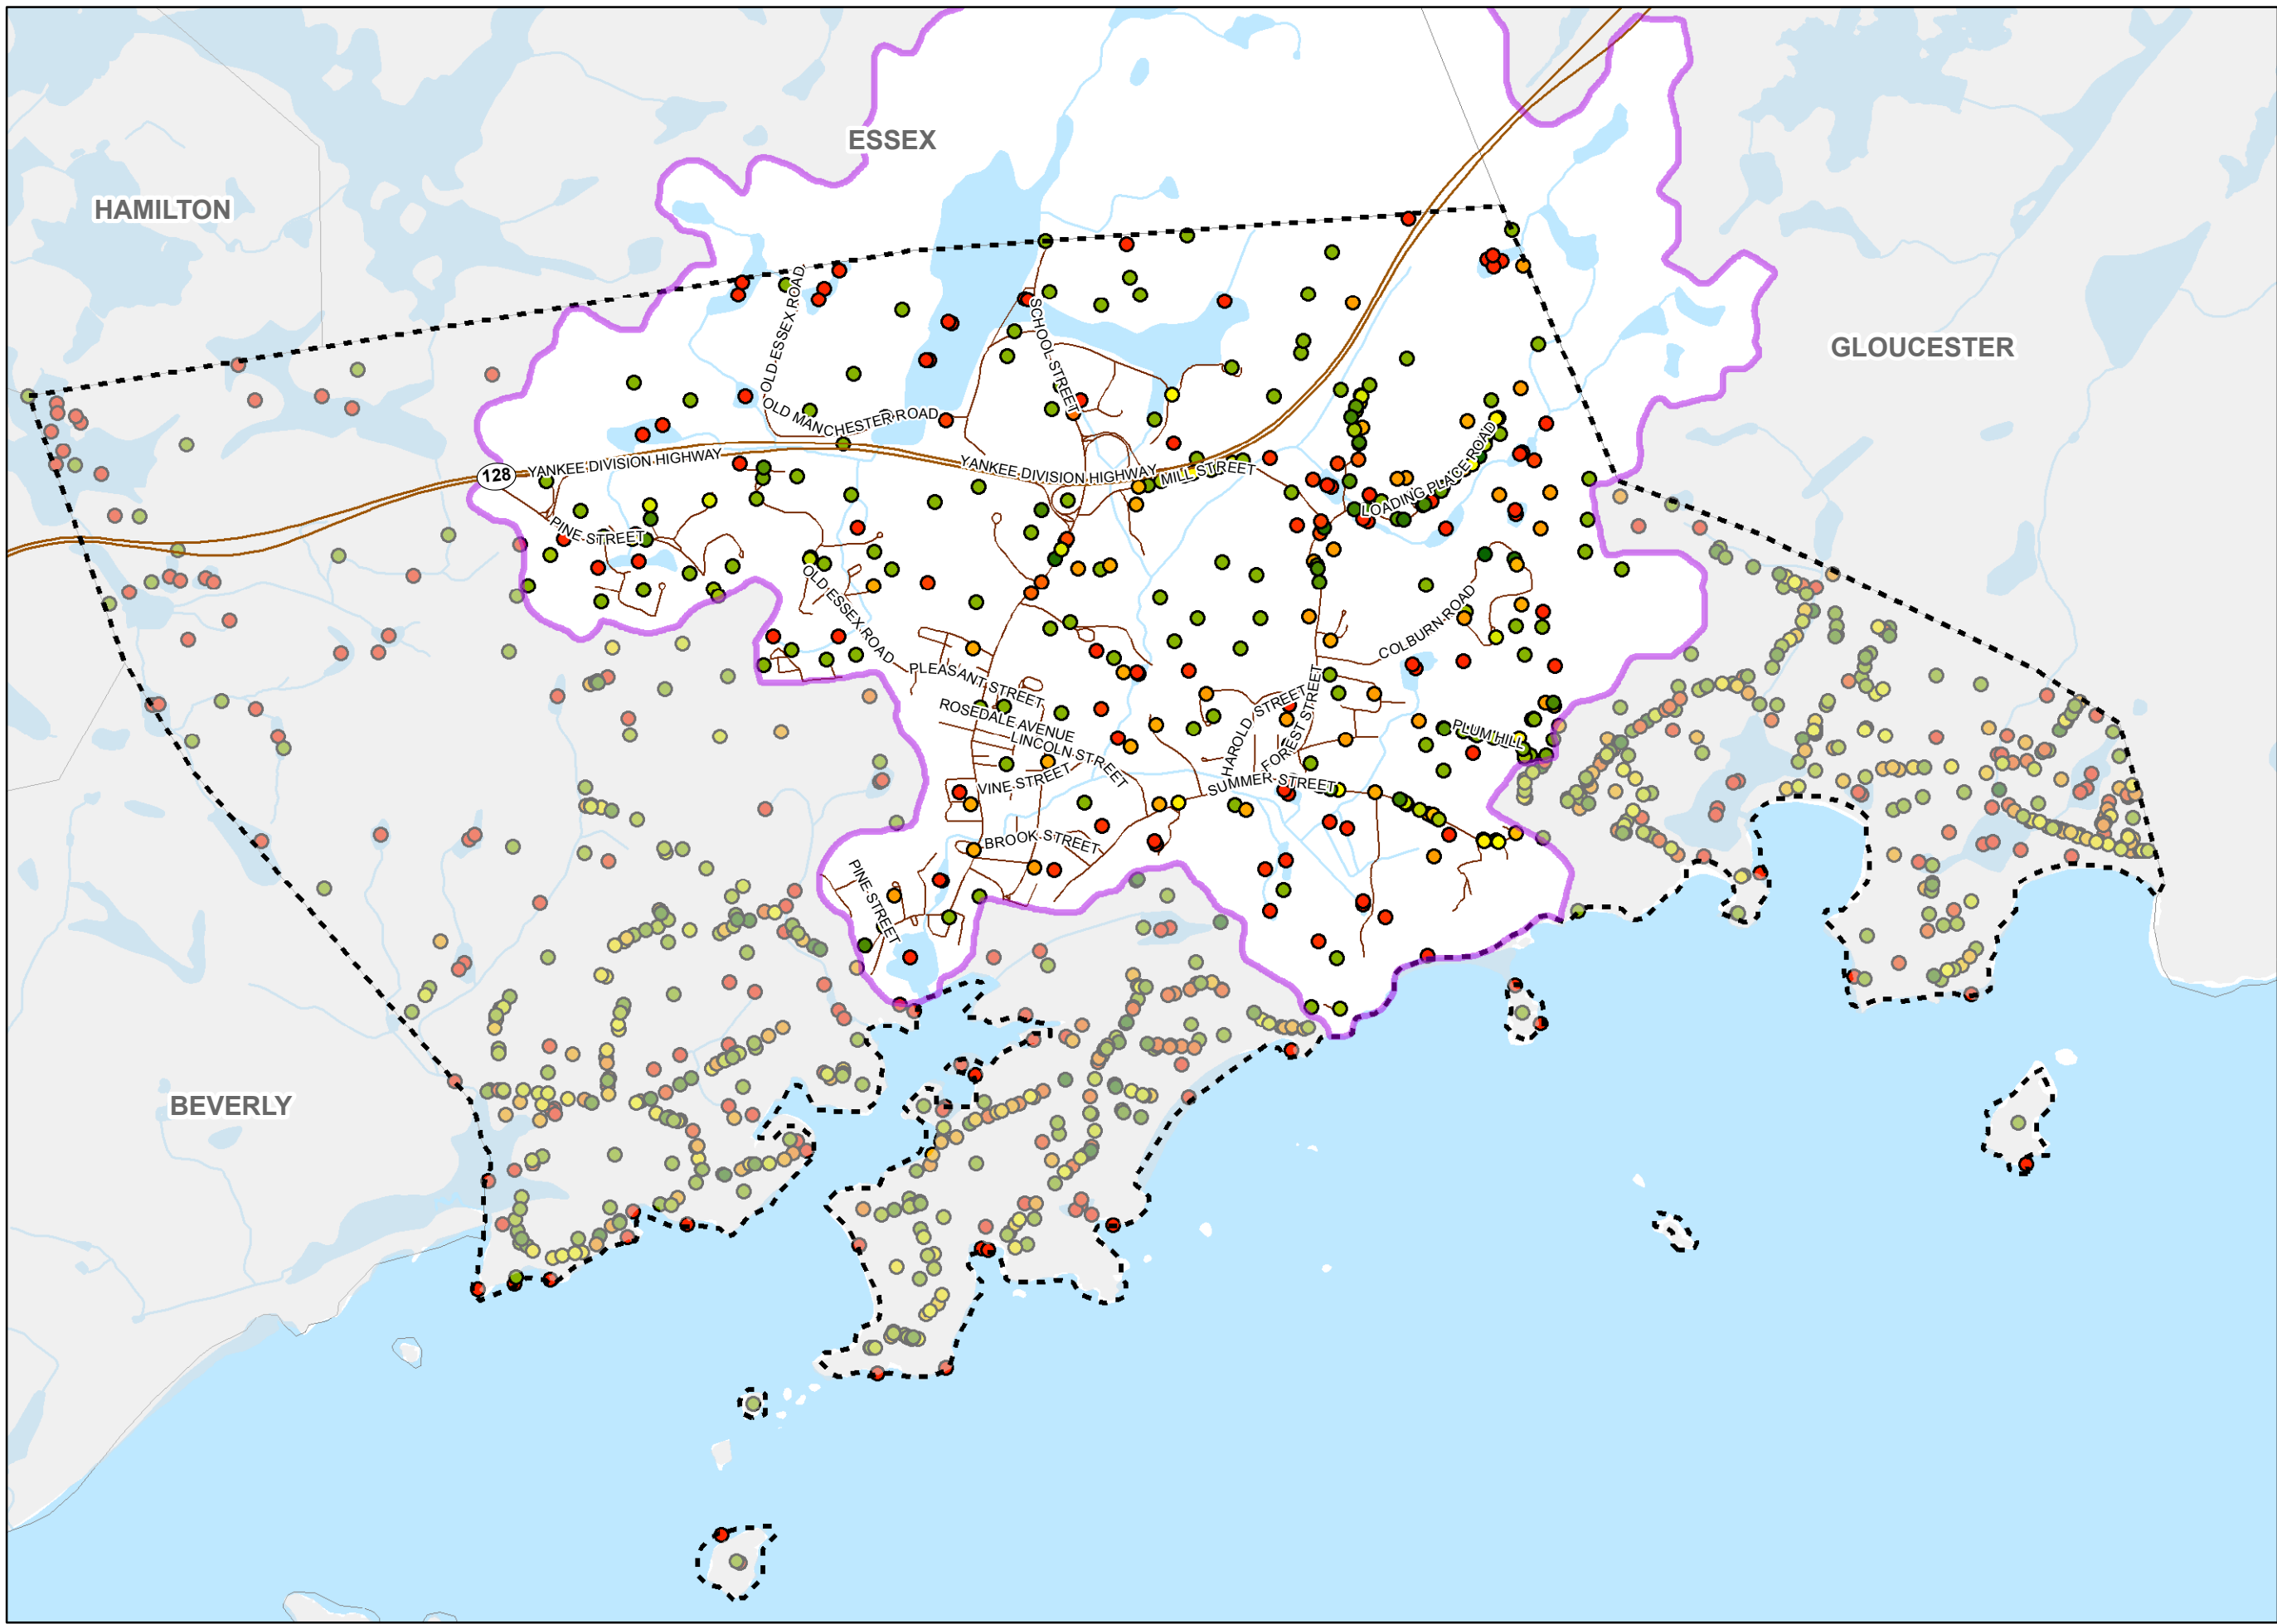 ESSEX
HAMILTON
GLOUCESTER
OLD ESSEX ROAD
SCHOOL STREET
OLD MANCHESTER ROAD
128
YANKEE DIVISION HIGHWAY
YANKEE DIVISION HIGHWAY
MILL STREET
LOADING PLACE ROAD
PINE STREET
OLD ESSEX ROAD
COLBURN ROAD
PLEASANT STREET
ROSEDALE AVENUE
LINCOLN STREET
HAROLD STREET
FOREST STREET
PLUM HILL
VINE STREET
SUMMER STREET
BROOK STREET
PINE STREET
BEVERLY